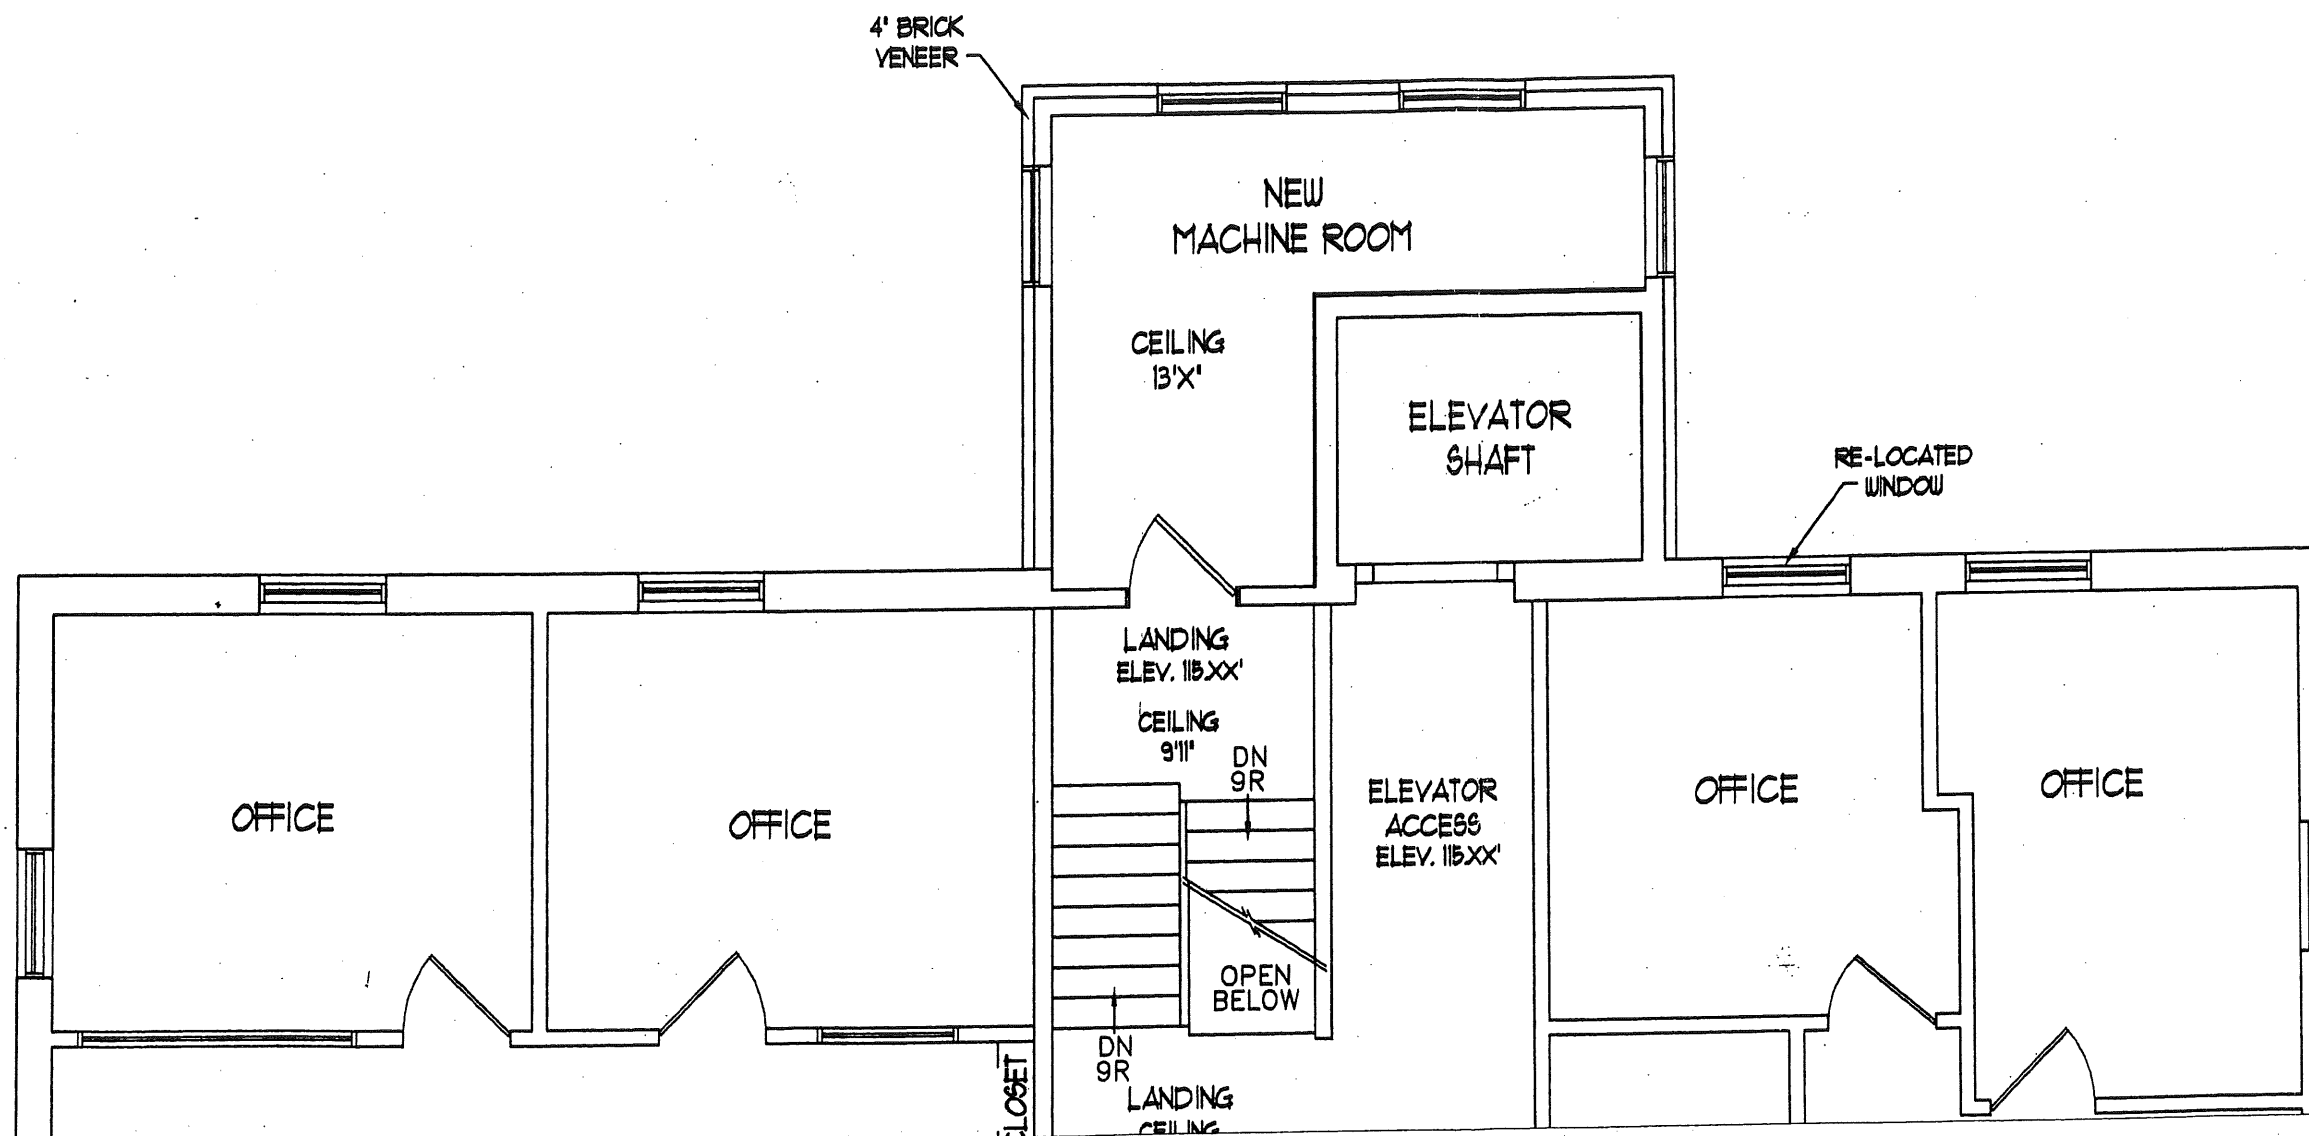 4" BRICK
VENEER
NEW
MACHINE ROOM
CEILING
13'X"
ELEVATOR
SHAFT
RE-LOCATED
WINDOW
LANDING
ELEV. 115.XX'
CEILING
9'11"
DN
9R
OFFICE
OFFICE
ELEVATOR
ACCESS
ELEV. 115.XX'
OFFICE
OFFICE
OPEN
BELOW
DN
9R
CLOSET
LANDING
CEILING